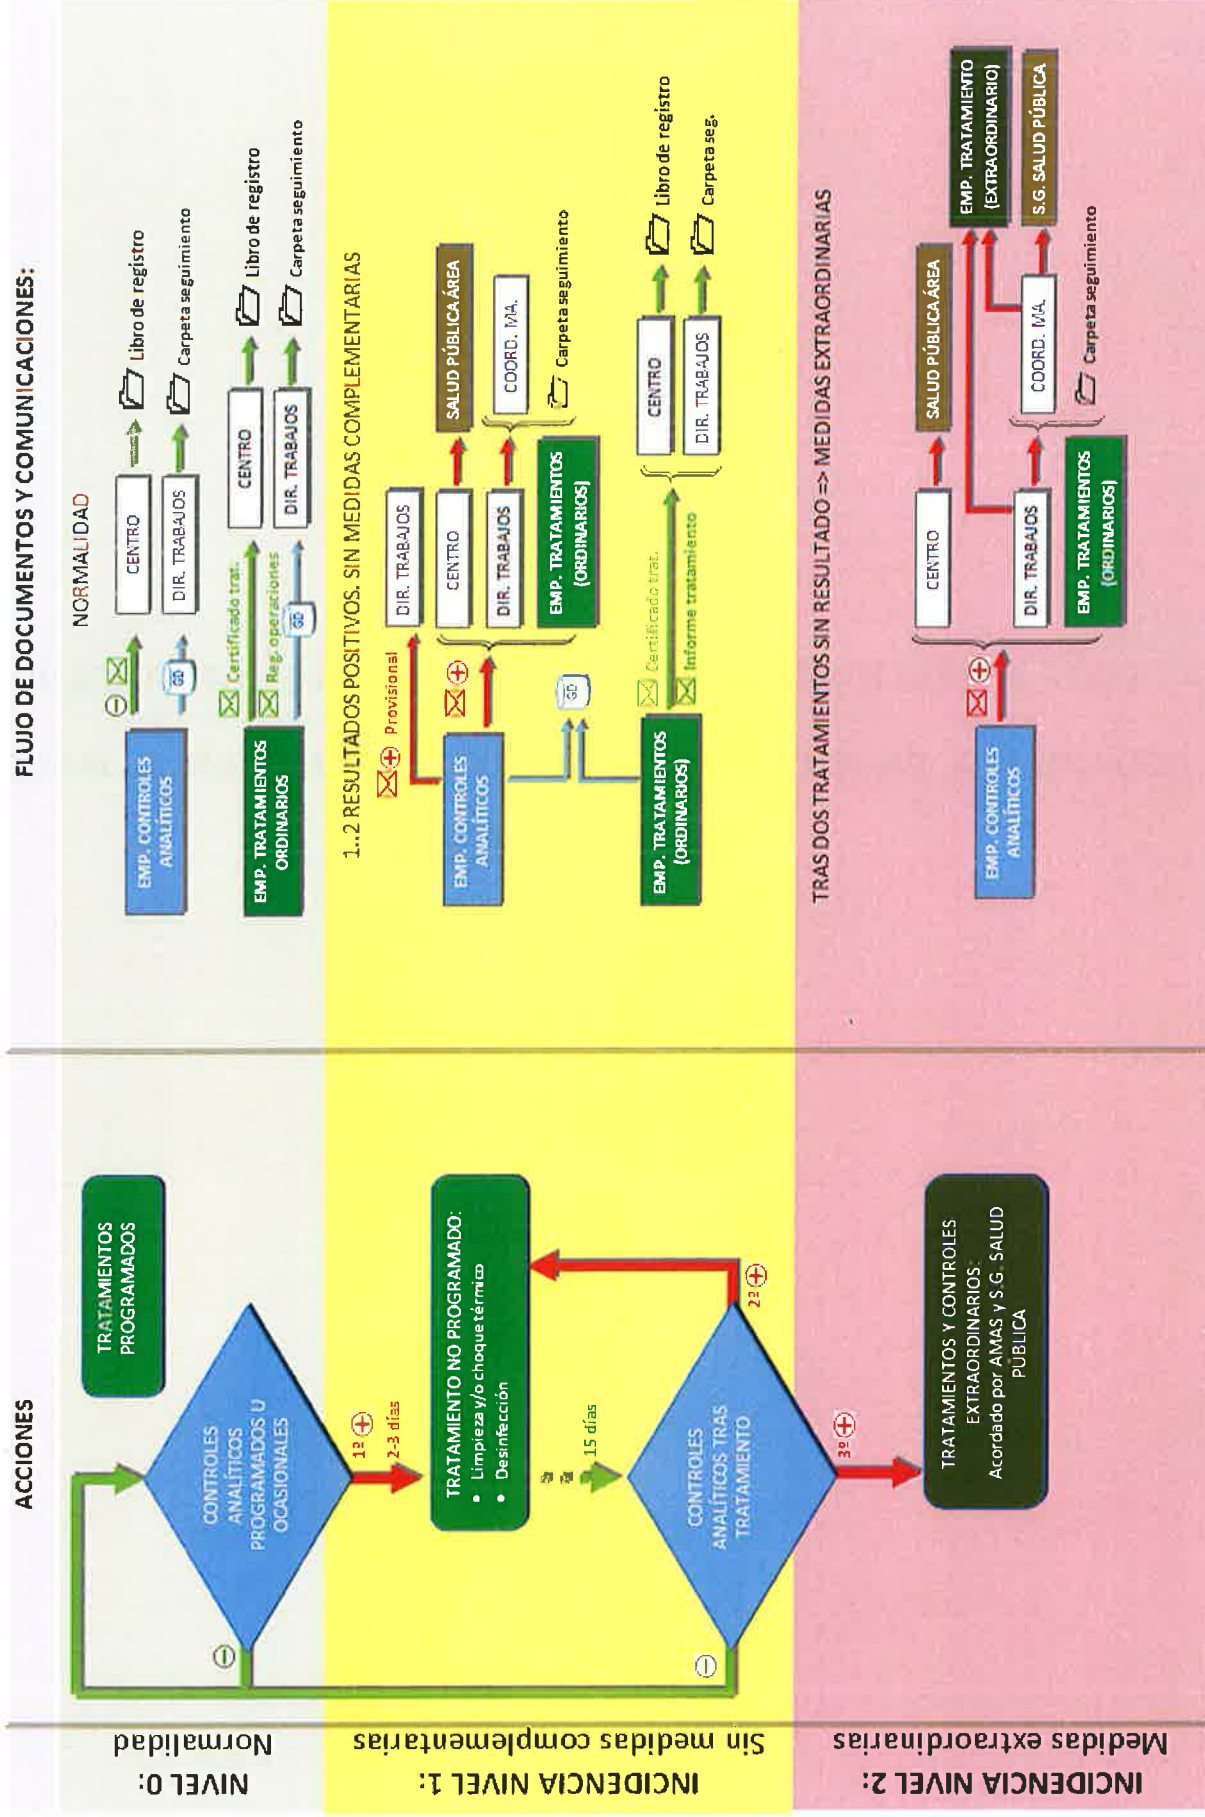 ACCIONES
FLUJO DE DOCUMENTOS Y COMUNICACIONES:
NIVEL 0:
Normalidad
TRATAMIENTOS
PROGRAMADOS
CONTROLES
ANALÍTICOS
PROGRAMADOS U
OCASIONALES
1º
2-3 días
NORMALIDAD
EMP. CONTROLES
ANALÍTICOS
GD
CENTRO
Libro de registro
DIR. TRABAJOS
Carpeta seguimiento
EMP. TRATAMIENTOS
ORDINARIOS
Certificado trat.
Reg. operaciones
GD
CENTRO
Libro de registro
DIR. TRABAJOS
Carpeta seguimiento
INCIDENCIA NIVEL 1:
Sin medidas complementarias
TRATAMIENTO NO PROGRAMADO:
• Limpieza y/o choque térmico
• Desinfección
15 días
CONTROLES
ANALÍTICOS TRAS
TRATAMIENTO
2º
1..2 RESULTADOS POSITIVOS. SIN MEDIDAS COMPLEMENTARIAS
Provisional
DIR. TRABAJOS
EMP. CONTROLES
ANALÍTICOS
CENTRO
SALUD PÚBLICA ÁREA
DIR. TRABAJOS
COORD. MA.
EMP. TRATAMIENTOS
(ORDINARIOS)
Carpeta seguimiento
GD
EMP. TRATAMIENTOS
(ORDINARIOS)
Certificado trat.
Informe tratamiento
CENTRO
Libro de registro
DIR. TRABAJOS
Carpeta seg.
INCIDENCIA NIVEL 2:
Medidas extraordinarias
3º
TRATAMIENTOS Y CONTROLES
EXTRAORDINARIOS:
Acordado por AMAS y S.G. SALUD
PÚBLICA
TRAS DOS TRATAMIENTOS SIN RESULTADO => MEDIDAS EXTRAORDINARIAS
EMP. CONTROLES
ANALÍTICOS
CENTRO
SALUD PÚBLICA ÁREA
DIR. TRABAJOS
COORD. MA.
EMP. TRATAMIENTO
(EXTRAORDINARIO)
S.G. SALUD PÚBLICA
EMP. TRATAMIENTOS
(ORDINARIOS)
Carpeta seguimiento